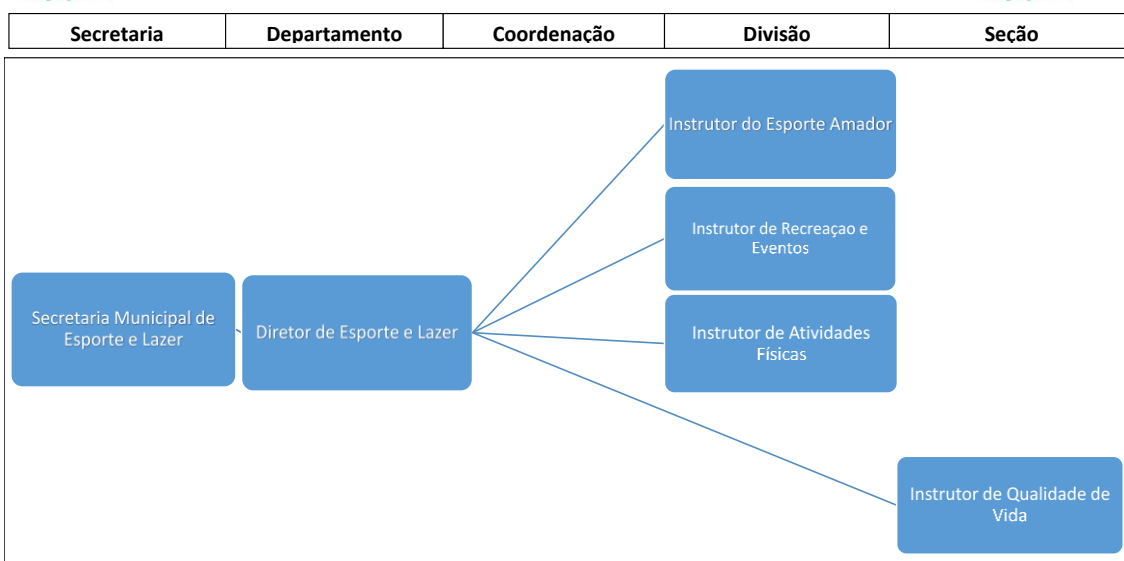 Secretaria Departamento Coordenação Divisão Seção
Instrutor do Esporte Amador
Instrutor de Recreaçao e
Eventos
Secretaria Municipal de
Esporte e Lazer
Diretor de Esporte e Lazer
Instrutor de Atividades
Físicas
Instrutor de Qualidade de
Vida